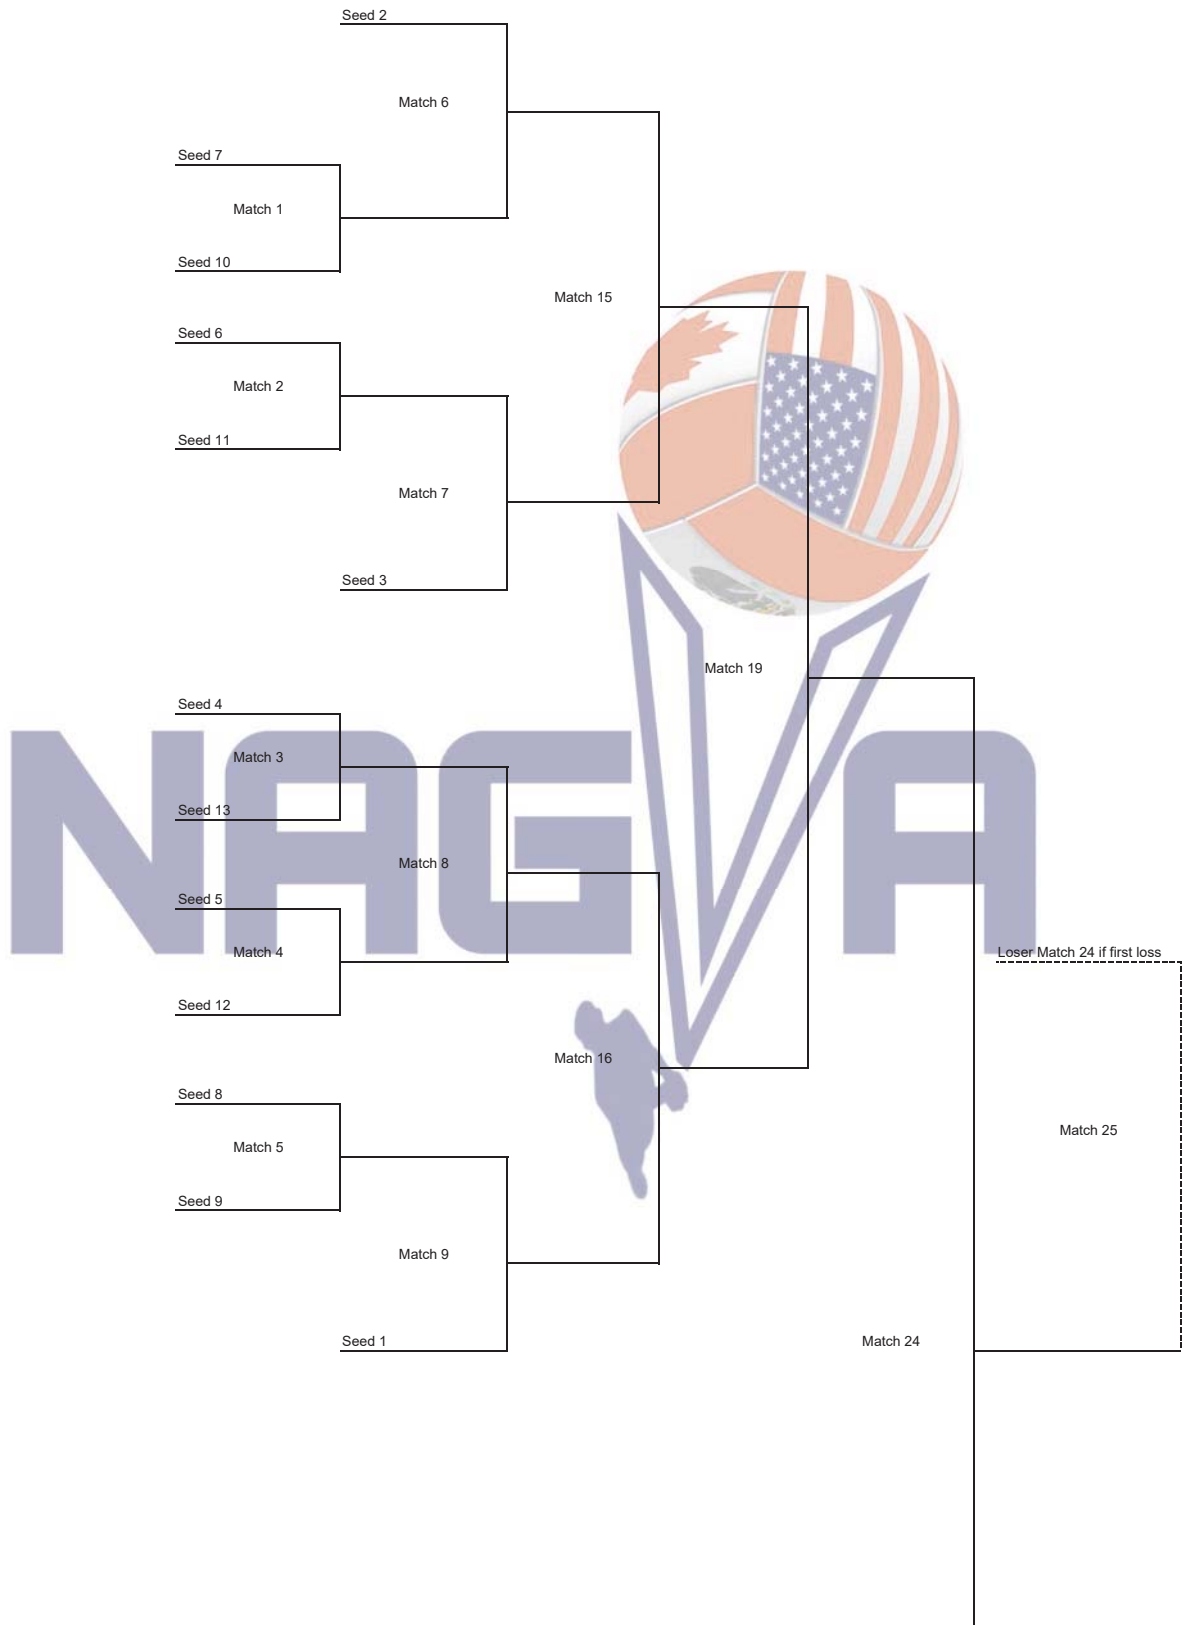 Seed 2
Match 6
Seed 7
Match 1
Seed 10
Match 15
Seed 6
Match 2
Seed 11
Match 7
Seed 3
Match 19
Seed 4
Match 3
Seed 13
Match 8
Seed 5
Match 4
Loser Match 24 if first loss
Seed 12
Match 16
Seed 8
Match 25
Match 5
Seed 9
Match 9
Seed 1
Match 24
NAGVA